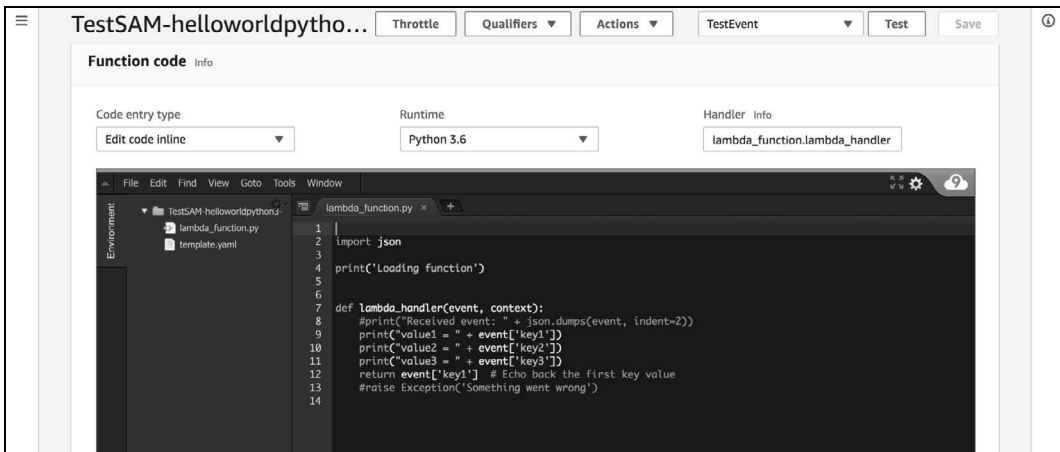 TestSAM-helloworldpytho... Throttle Qualifiers Actions TestEvent Test Save
Function code Info
Code entry type Runtime Handler Info
Edit code inline Python 3.6 lambda_function.lambda_handler
File Edit Find View Goto Tools Window
Environment
TestSAM-helloworldpython3-
lambda_function.py
template.yaml
lambda_function.py × +
1
2 import json
3
4 print('Loading function')
5
6
7 def lambda_handler(event, context):
8 #print("Received event: " + json.dumps(event, indent=2))
9 print("value1 = " + event['key1'])
10 print("value2 = " + event['key2'])
11 print("value3 = " + event['key3'])
12 return event['key1'] # Echo back the first key value
13 #raise Exception('Something went wrong')
14